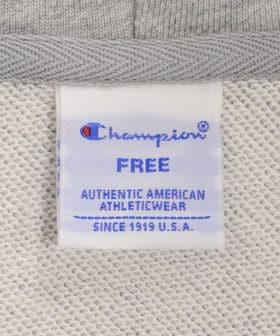 Champion®
FREE
AUTHENTIC AMERICAN
ATHLETICWEAR
SINCE 1919 U.S.A.